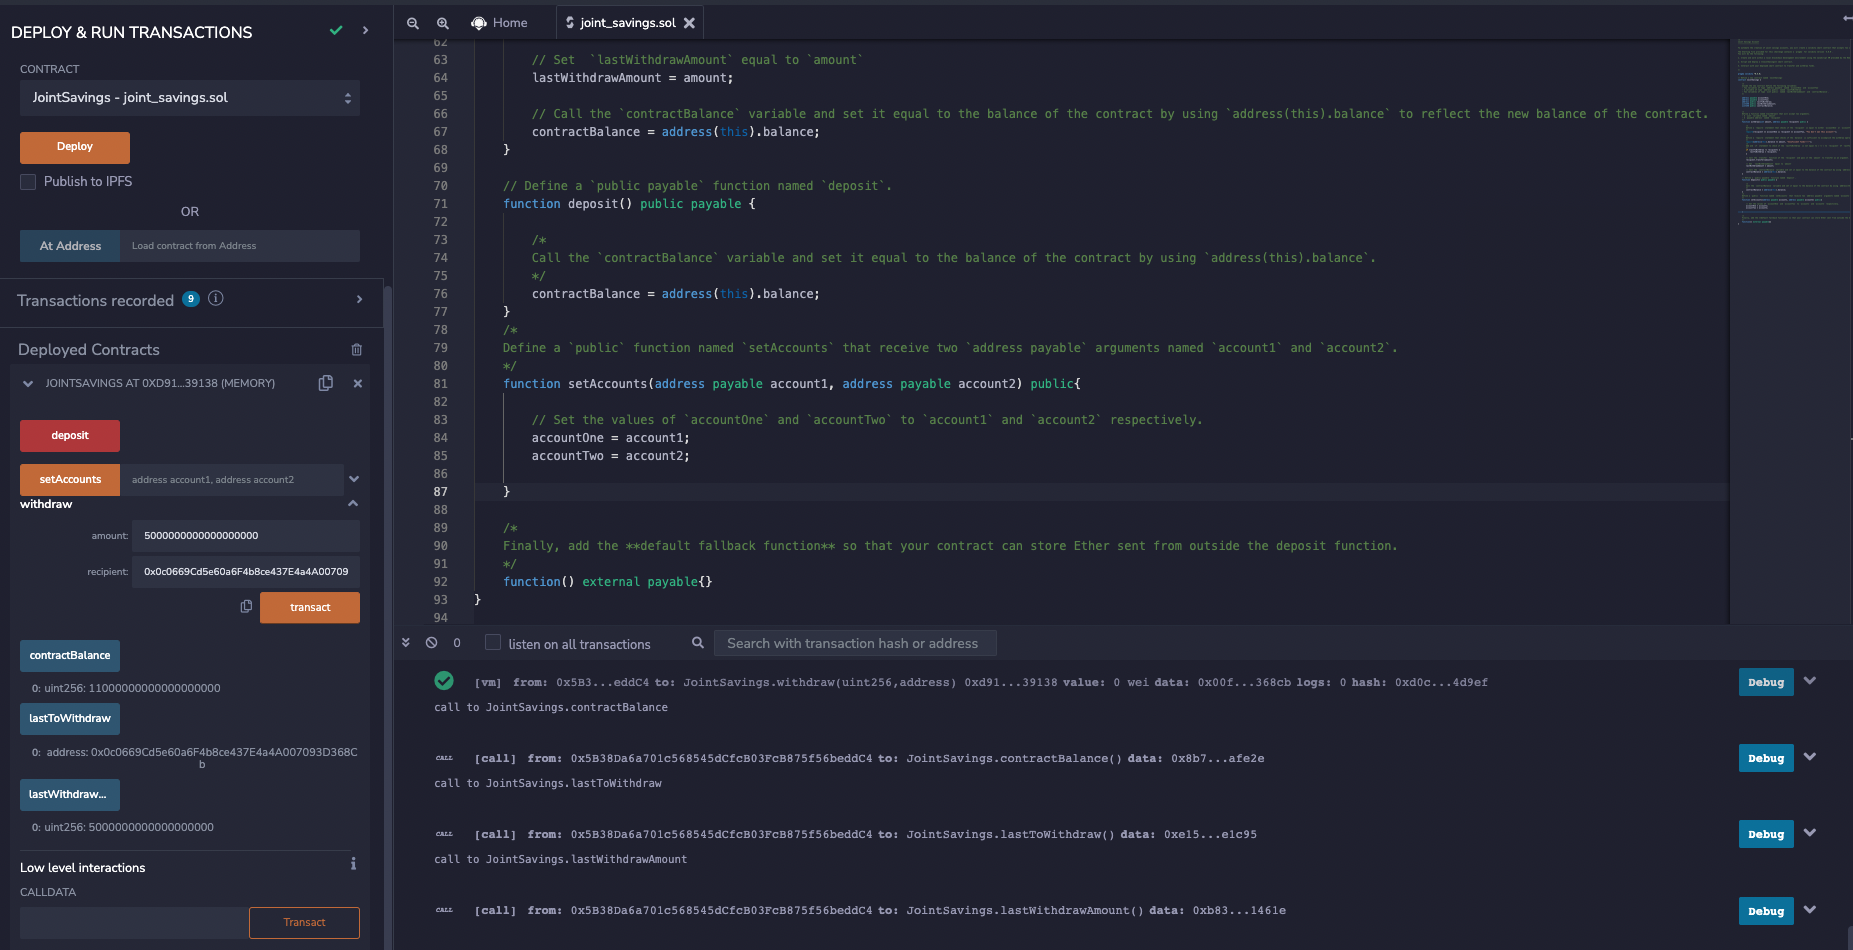 DEPLOY & RUN TRANSACTIONS
CONTRACT
JointSavings - joint_savings.sol
Deploy
Publish to IPFS
OR
At Address
Load contract from Address
Transactions recorded 9
Deployed Contracts
JOINTSAVINGS AT 0XD91...39138 (MEMORY)
deposit
setAccounts
address account1, address account2
withdraw
amount: 5000000000000000000
recipient: 0x0c0669Cd5e60a6F4b8ce437E4a4A00709
transact
contractBalance
0: uint256: 11000000000000000000
lastToWithdraw
0: address: 0x0c0669Cd5e60a6F4b8ce437E4a4A007093D368C
b
lastWithdraw...
0: uint256: 5000000000000000000
Low level interactions
CALLDATA
Transact
Home
joint_savings.sol
62
63 // Set  `lastWithdrawAmount` equal to `amount`
64 lastWithdrawAmount = amount;
65
66 // Call the `contractBalance` variable and set it equal to the balance of the contract by using `address(this).balance` to reflect the new balance of the contract.
67 contractBalance = address(this).balance;
68 }
69
70 // Define a `public payable` function named `deposit`.
71 function deposit() public payable {
72
73 /*
74 Call the `contractBalance` variable and set it equal to the balance of the contract by using `address(this).balance`.
75 */
76 contractBalance = address(this).balance;
77 }
78 /*
79 Define a `public` function named `setAccounts` that receive two `address payable` arguments named `account1` and `account2`.
80 */
81 function setAccounts(address payable account1, address payable account2) public{
82
83 // Set the values of `accountOne` and `accountTwo` to `account1` and `account2` respectively.
84 accountOne = account1;
85 accountTwo = account2;
86
87 }
88
89 /*
90 Finally, add the **default fallback function** so that your contract can store Ether sent from outside the deposit function.
91 */
92 function() external payable{}
93 }
94
0
listen on all transactions
Search with transaction hash or address
[vm] from: 0x5B3...eddC4 to: JointSavings.withdraw(uint256,address) 0xd91...39138 value: 0 wei data: 0x00f...368cb logs: 0 hash: 0xd0c...4d9ef
Debug
call to JointSavings.contractBalance
CALL [call] from: 0x5B38Da6a701c568545dCfcB03FcB875f56beddC4 to: JointSavings.contractBalance() data: 0x8b7...afe2e
Debug
call to JointSavings.lastToWithdraw
CALL [call] from: 0x5B38Da6a701c568545dCfcB03FcB875f56beddC4 to: JointSavings.lastToWithdraw() data: 0xe15...e1c95
Debug
call to JointSavings.lastWithdrawAmount
CALL [call] from: 0x5B38Da6a701c568545dCfcB03FcB875f56beddC4 to: JointSavings.lastWithdrawAmount() data: 0xb83...1461e
Debug